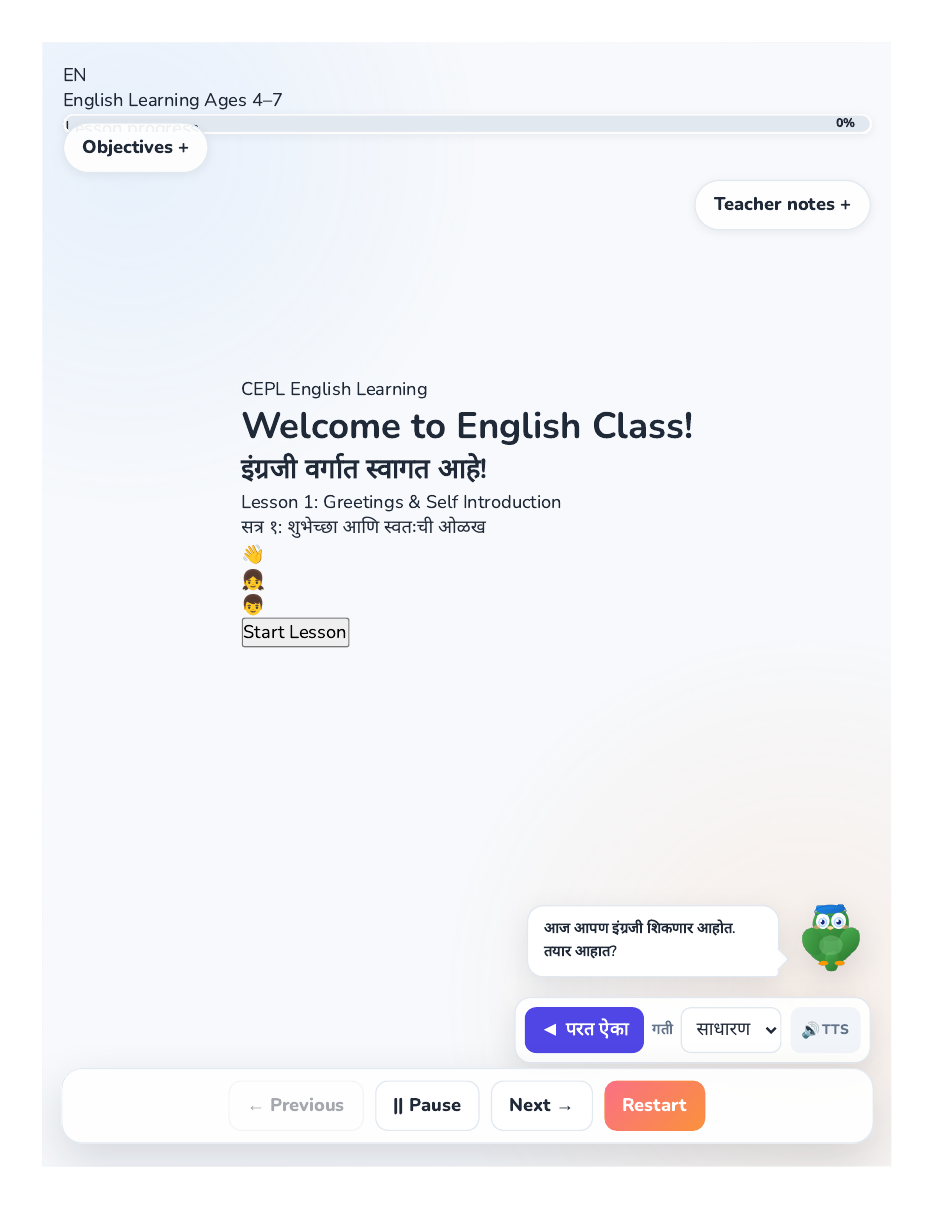 EN
English Learning Ages 4–7
Lesson progress
0%
Objectives +
Teacher notes +
CEPL English Learning
Welcome to English Class!
इंग्रजी वर्गात स्वागत आहे!
Lesson 1: Greetings & Self Introduction
सत्र १: शुभेच्छा आणि स्वतःची ओळख
Start Lesson
आज आपण इंग्रजी शिकणार आहोत.
तयार आहात?
◄ परत ऐका गती साधारण TTS
← Previous || Pause Next → Restart